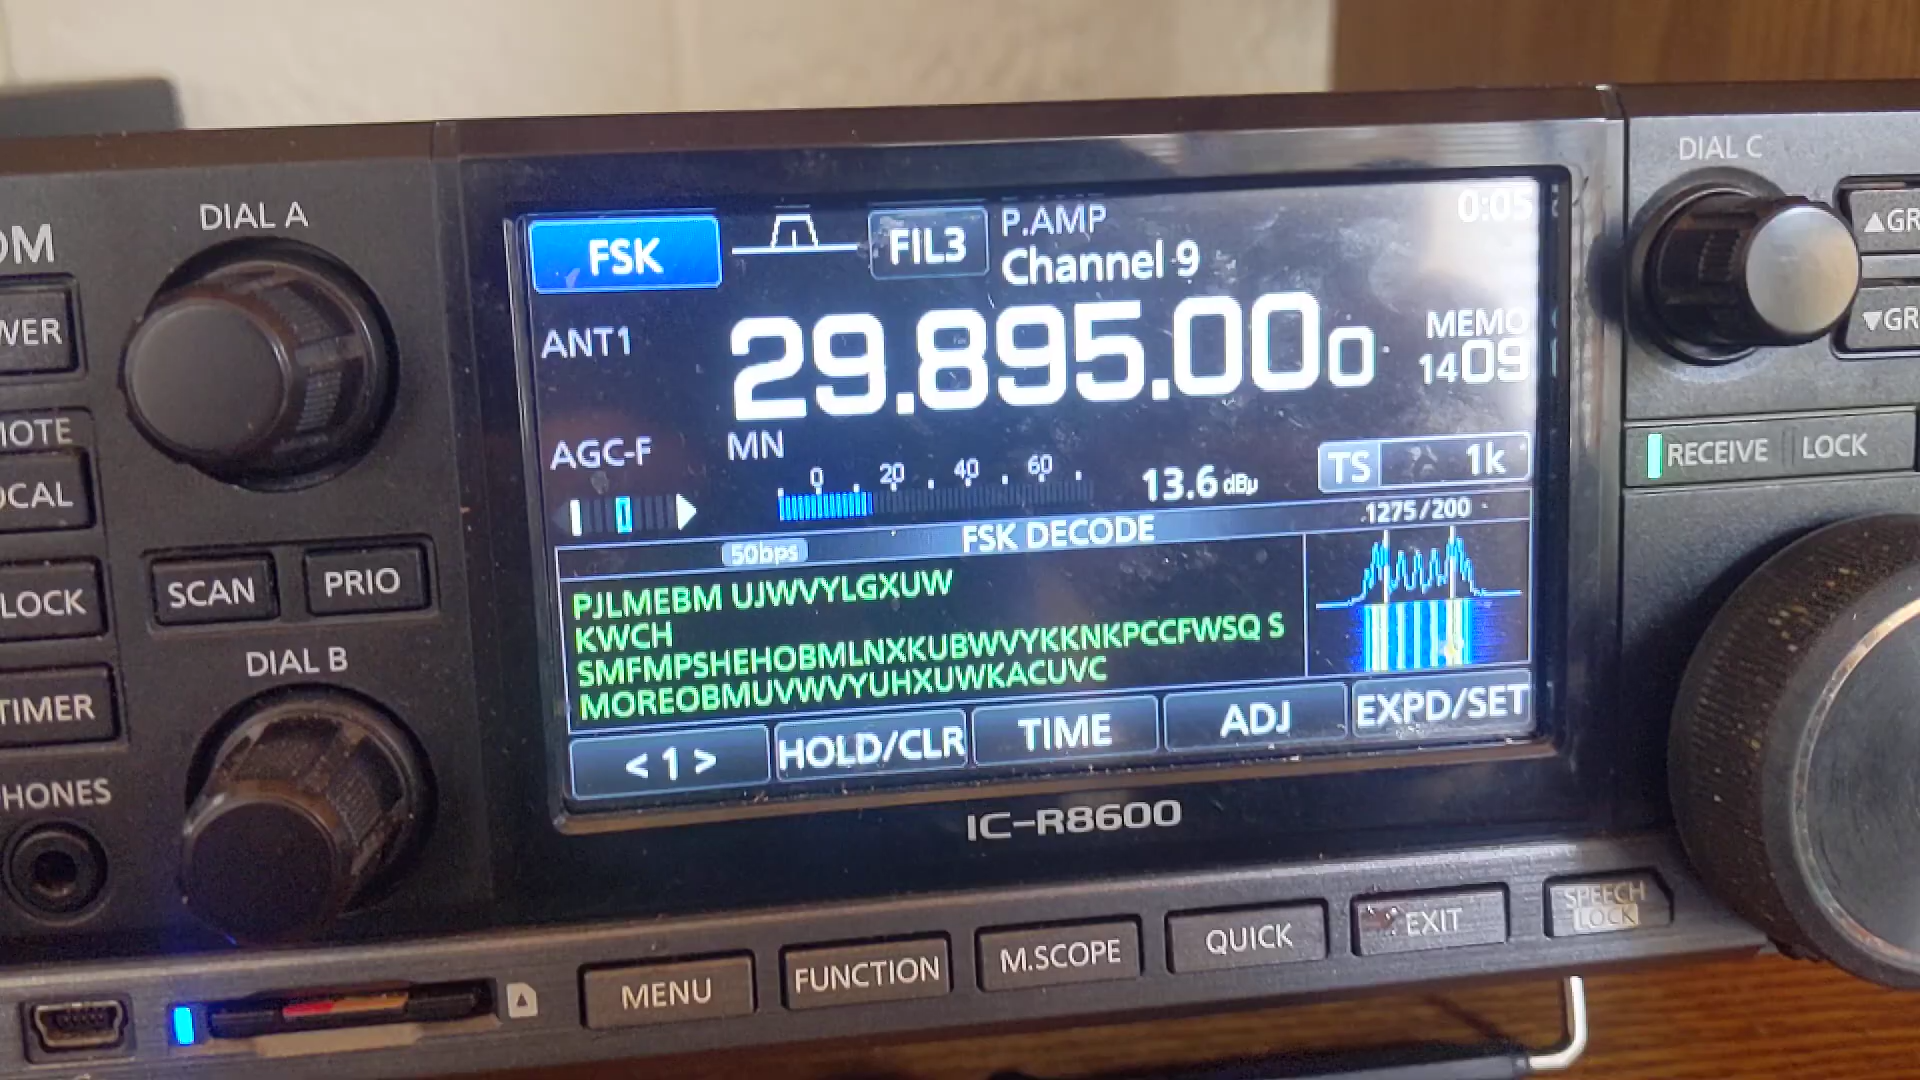 DIAL A
DIAL C
OM
WER
MOTE
OCAL
LOCK
TIMER
PHONES
SCAN
PRIO
DIAL B
FSK
FIL3
P.AMP
Channel 9
0:05
ANT1
29.895.000
MEMO
1409
AGC-F
MN
0 20 40 60
13.6 dBµ
TS 1k
50bps
FSK DECODE
1275/200
PJLMEBM UJWVYLGXUW
KWCH
SMFMPSHEHOBMLNXKUBWVYKKNKPCCFWSQ S
MOREOBMUVWVYUHXUWKACUVC
< 1 >
HOLD/CLR
TIME
ADJ
EXPD/SET
IC-R8600
▲GR
▼GR
RECEIVE
LOCK
MENU
FUNCTION
M.SCOPE
QUICK
EXIT
SPEECH
LOCK